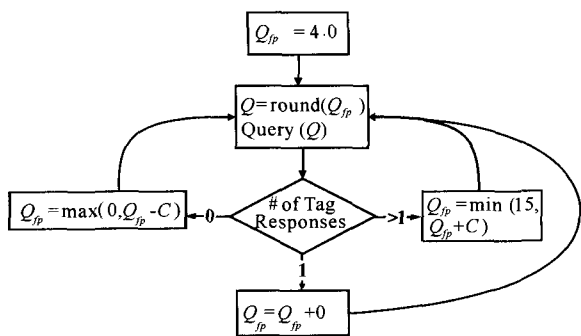 Q_fp = 4.0
Q=round(Q_fp)
Query (Q)
# of Tag
Responses
Q_fp=max(0,Q_fp-C)
0
>1
Q_fp=min (15,
Q_fp+C)
1
Q_fp=Q_fp+0